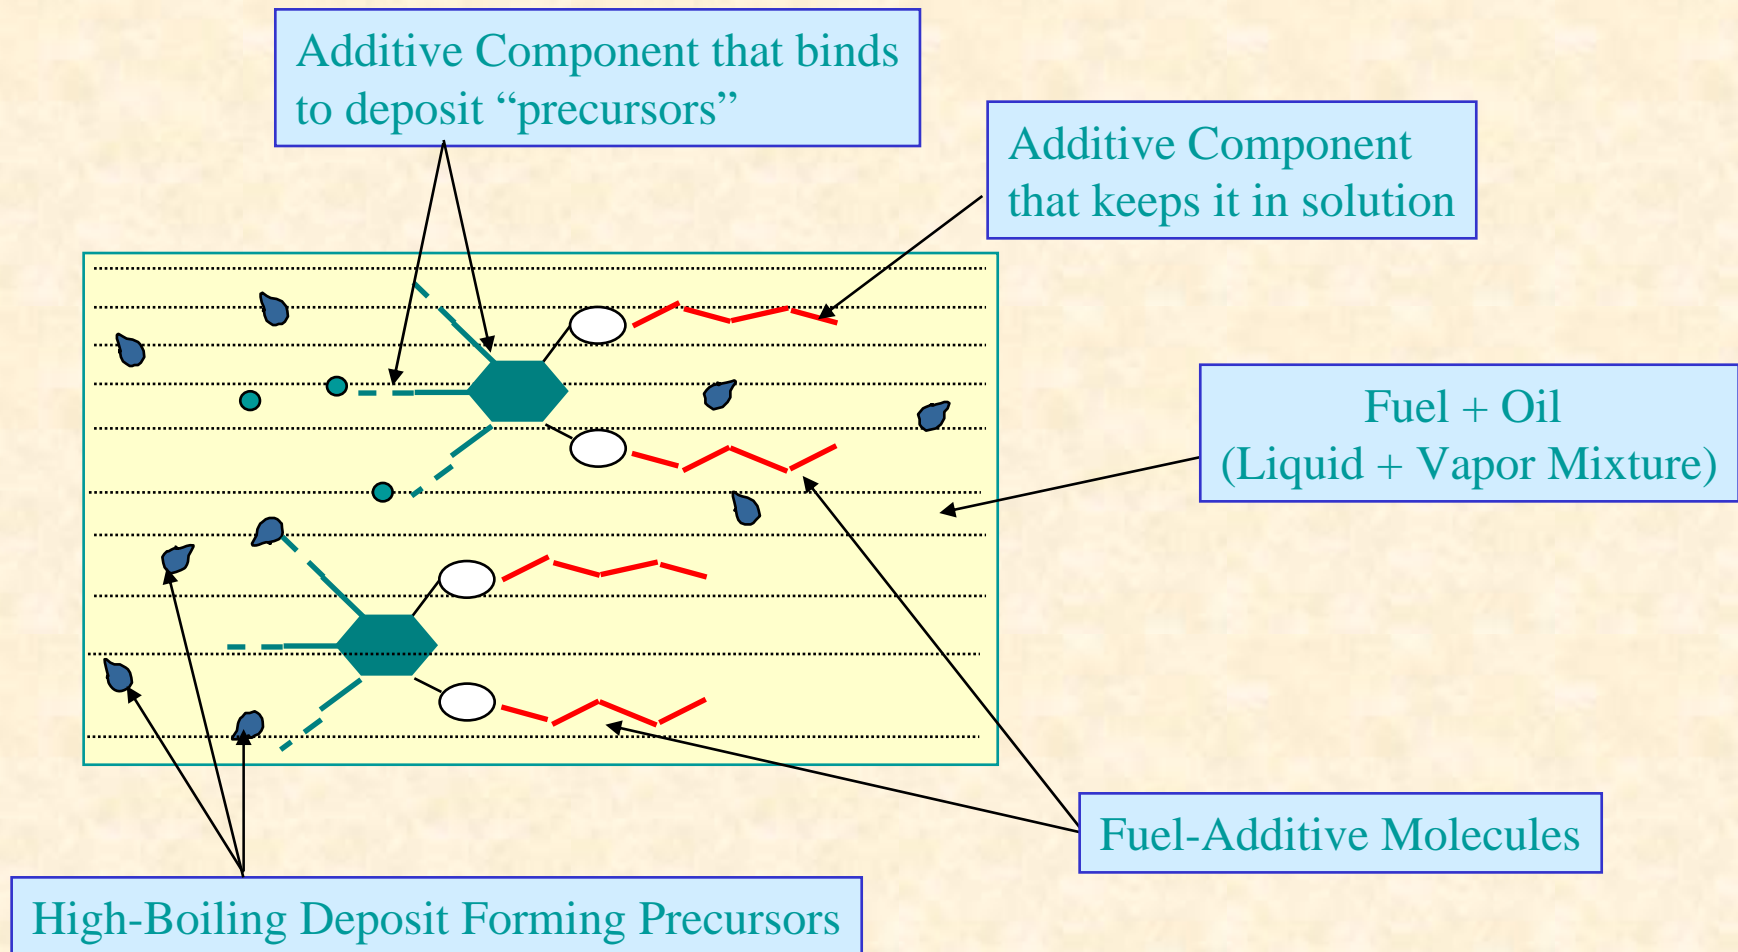 Additive Component that binds
to deposit “precursors”
Additive Component
that keeps it in solution
Fuel + Oil
(Liquid + Vapor Mixture)
Fuel-Additive Molecules
High-Boiling Deposit Forming Precursors